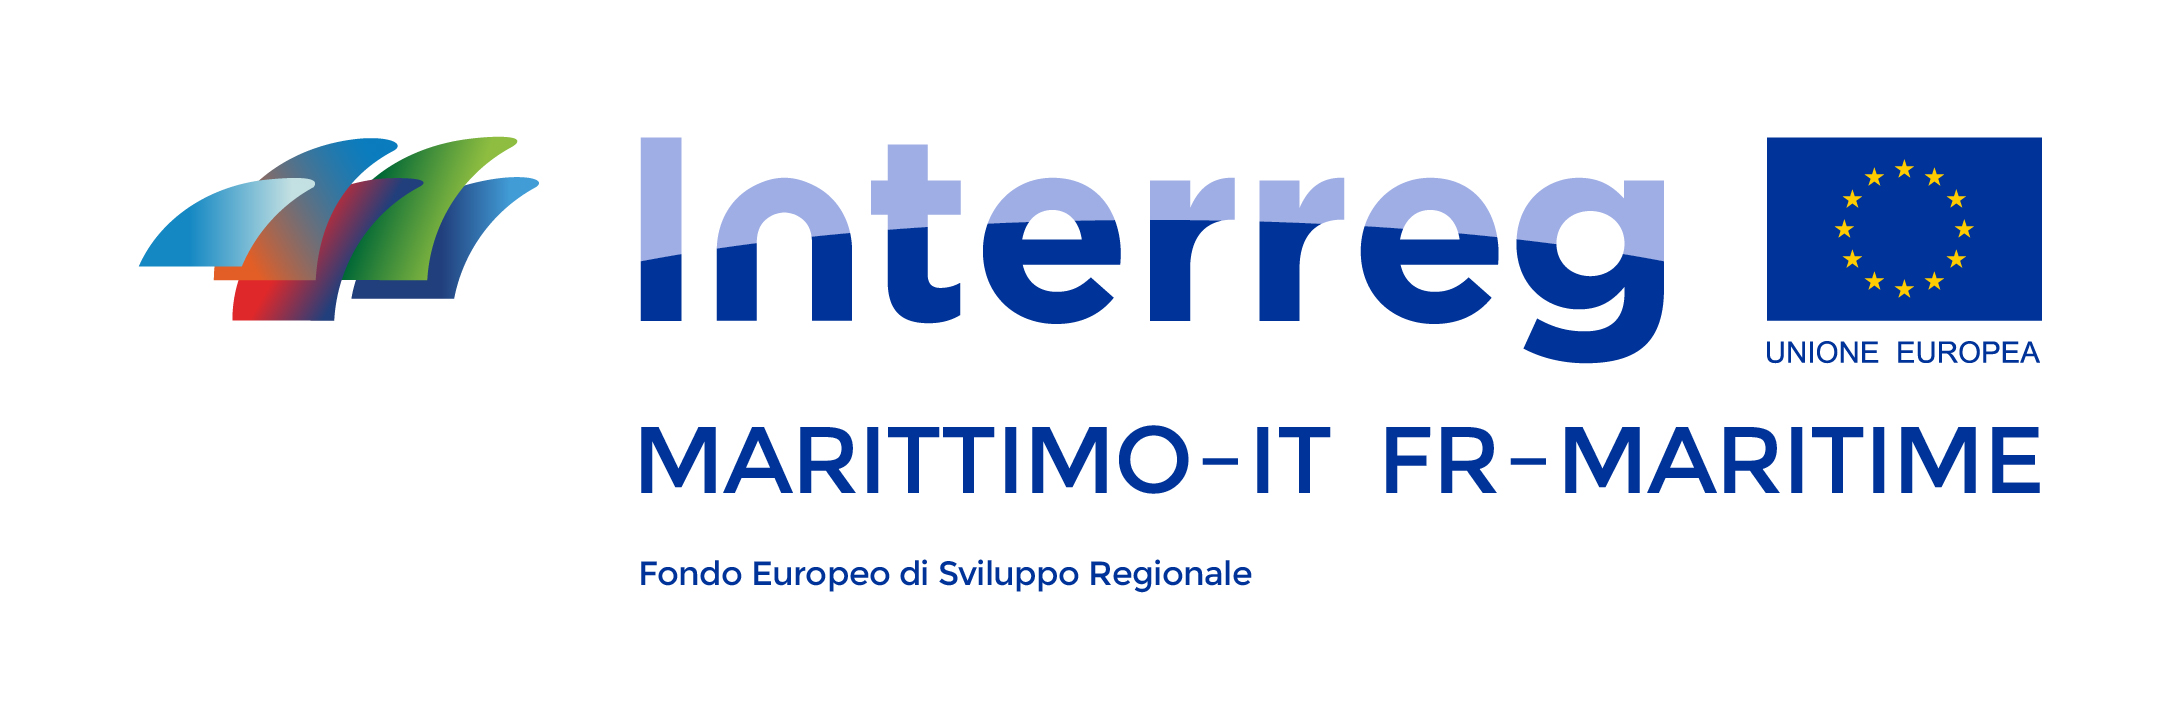 Interreg
UNIONE EUROPEA
MARITTIMO-IT FR-MARITIME
Fondo Europeo di Sviluppo Regionale